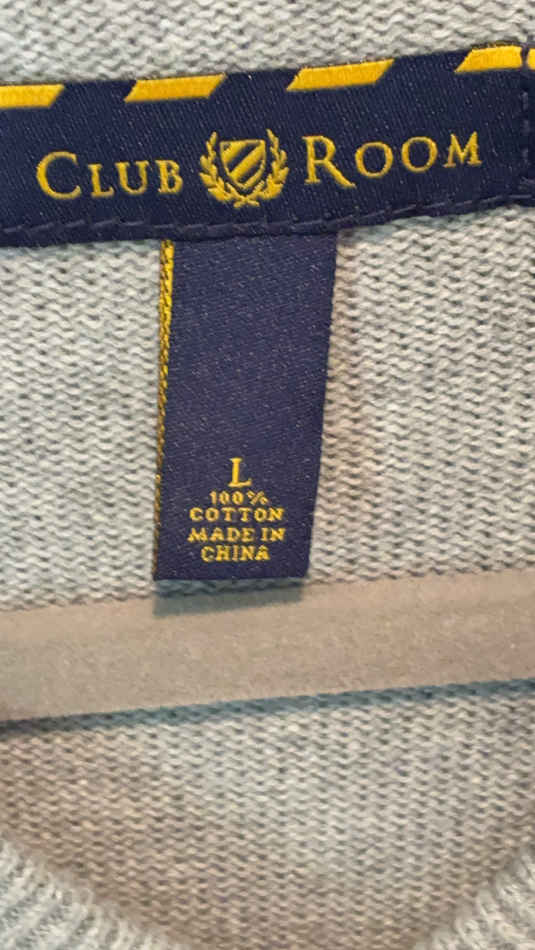 CLUB ROOM
L
100%
COTTON
MADE IN
CHINA